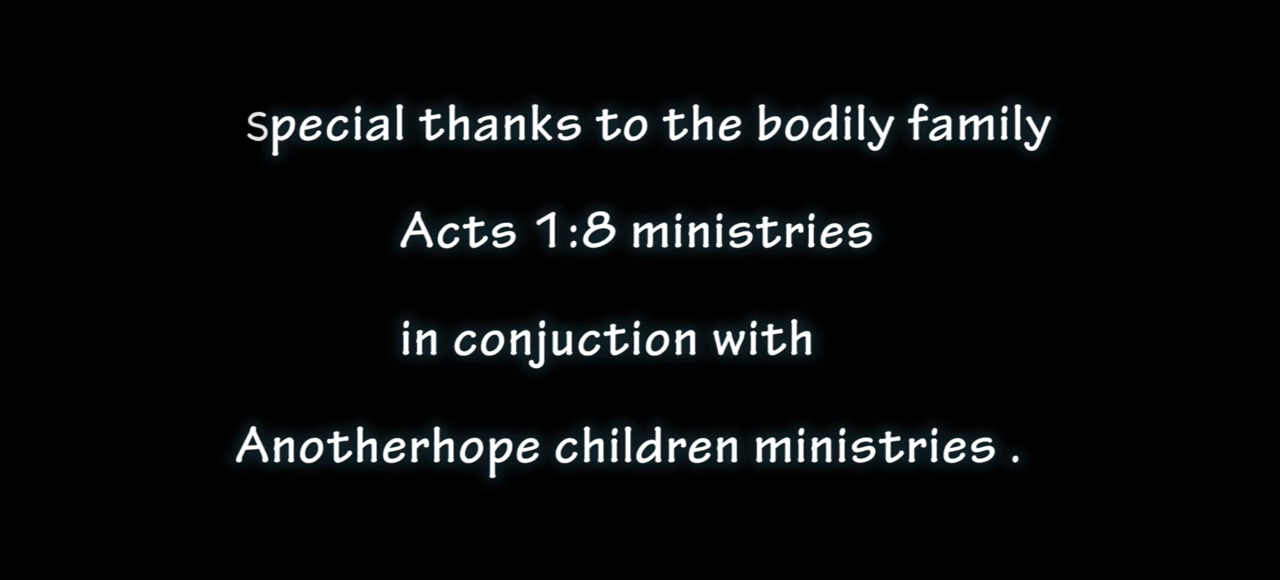 Special thanks to the bodily family
Acts 1:8 ministries
in conjuction with
Anotherhope children ministries .